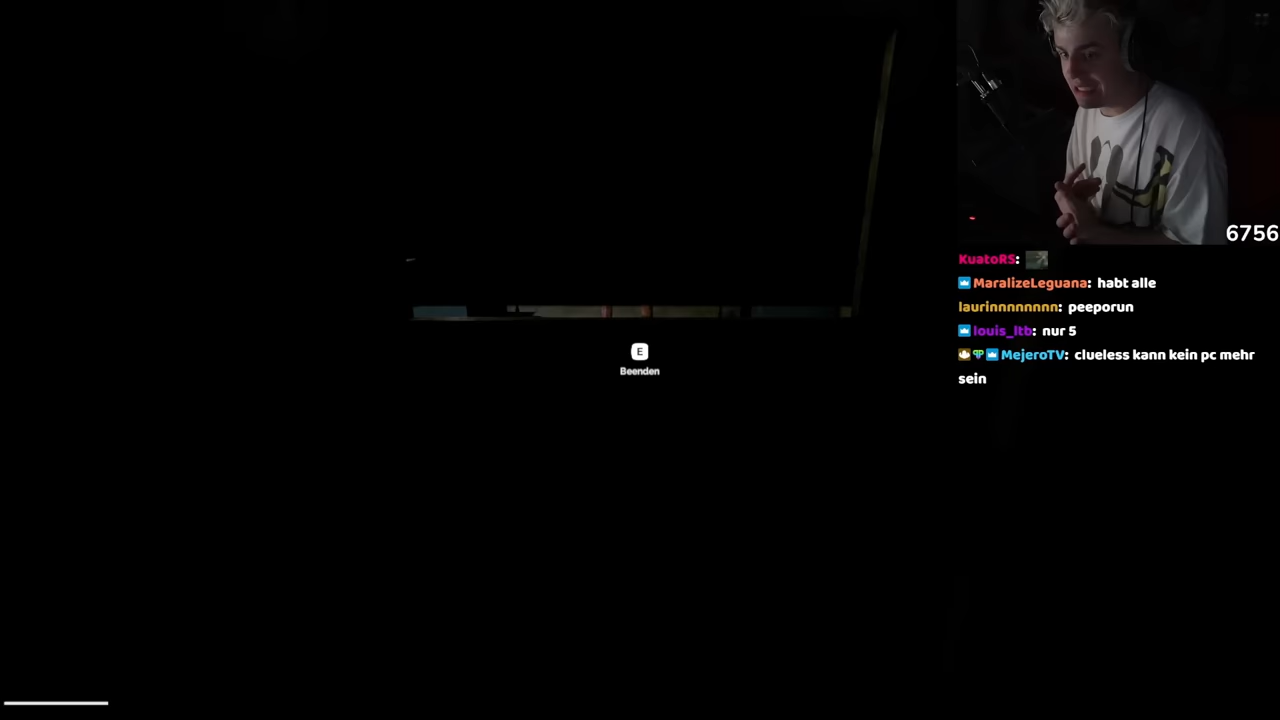 6756
KuatoRS:
MaralizeLeguana: habt alle
laurinnnnnnnn: peeporun
louis_ltb: nur 5
MejeroTV: clueless kann kein pc mehr
sein
E
Beenden